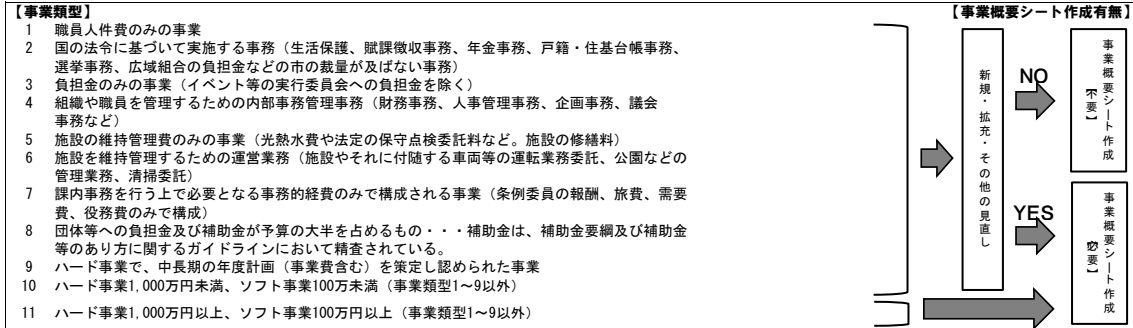 【事業類型】
【事業概要シート作成有無】
1 職員人件費のみの事業
2 国の法令に基づいて実施する事務（生活保護、賦課徴収事務、年金事務、戸籍・住基台帳事務、
選挙事務、広域組合の負担金などの市の裁量が及ばない事務）
3 負担金のみの事業（イベント等の実行委員会への負担金を除く）
4 組織や職員を管理するための内部事務管理事務（財務事務、人事管理事務、企画事務、議会
事務など）
5 施設の維持管理費のみの事業（光熱水費や法定の保守点検委託料など。施設の修繕料）
6 施設を維持管理するための運営業務（施設やそれに付随する車両等の運転業務委託、公園などの
管理業務、清掃委託）
7 課内事務を行う上で必要となる事務的経費のみで構成される事業（条例委員の報酬、旅費、需要
費、役務費のみで構成）
8 団体等への負担金及び補助金が予算の大半を占めるもの・・・補助金は、補助金要綱及び補助金
等のあり方に関するガイドラインにおいて精査されている。
9 ハード事業で、中長期の年度計画（事業費含む）を策定し認められた事業
10 ハード事業1,000万円未満、ソフト事業100万未満（事業類型1～9以外）
11 ハード事業1,000万円以上、ソフト事業100万円以上（事業類型1～9以外）
新規・拡充・その他の見直し
NO
事業概要シート作成
【不要】
YES
事業概要シート作成
【必要】